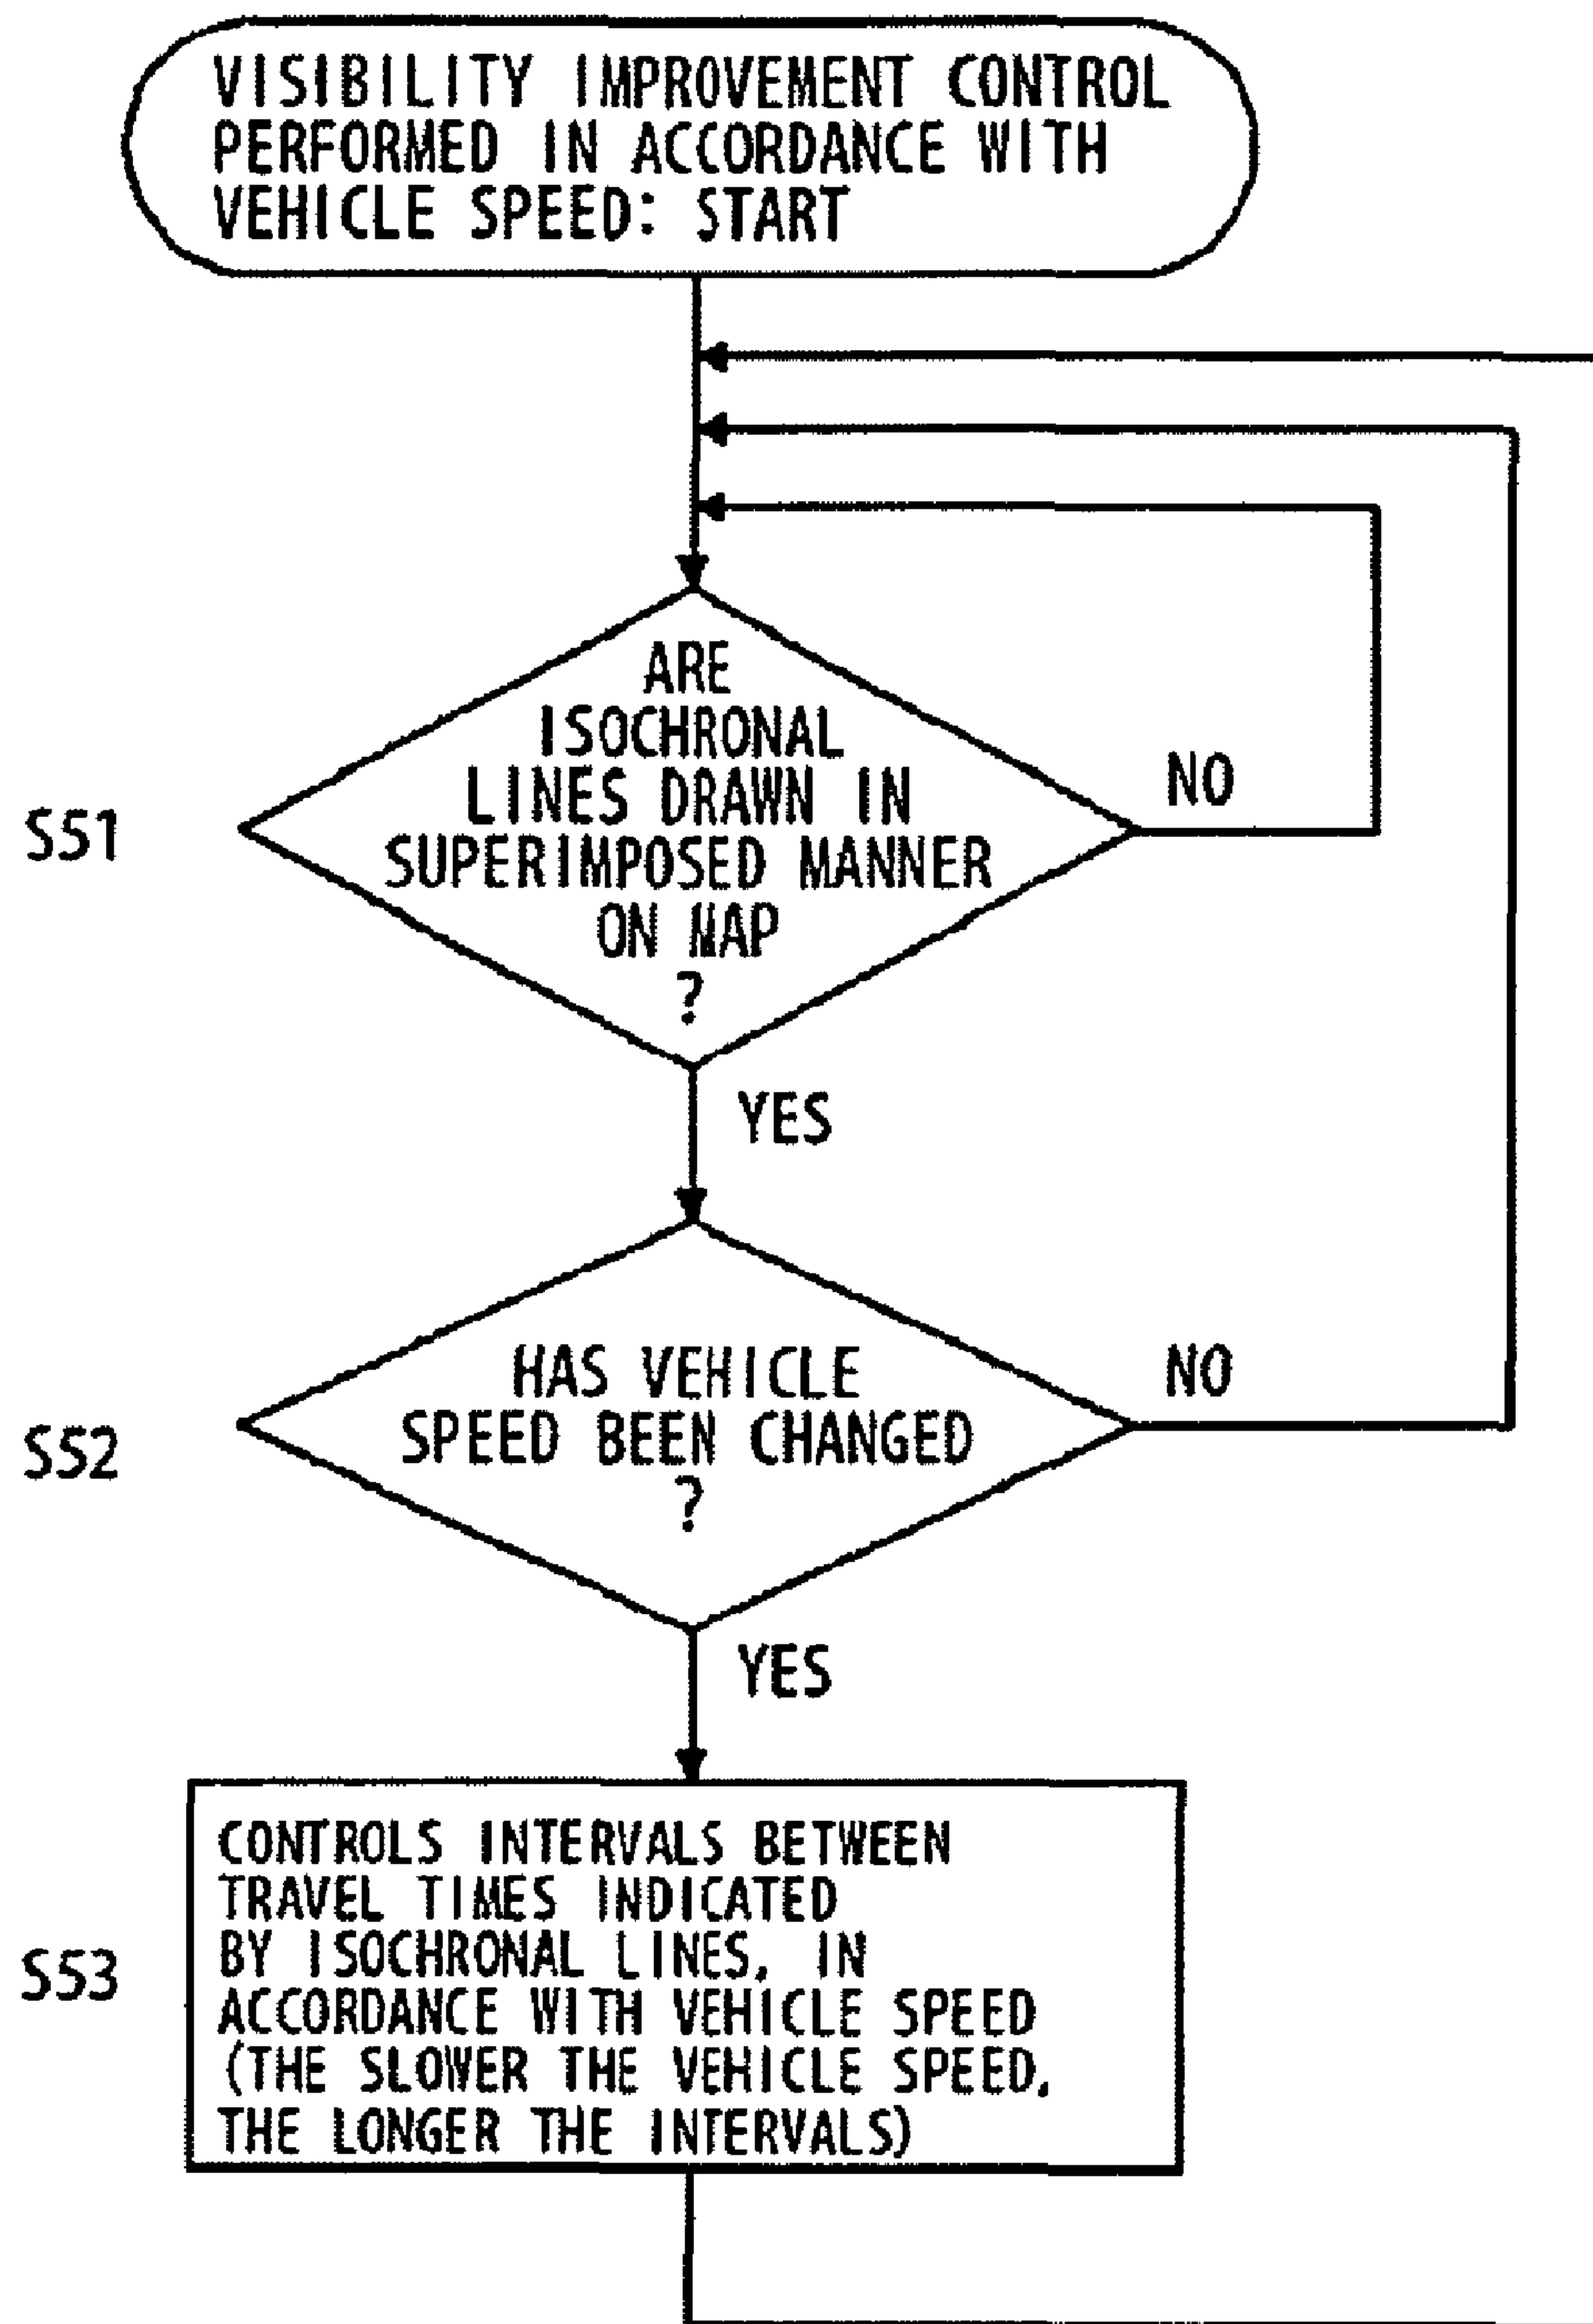 VISIBILITY IMPROVEMENT CONTROL
PERFORMED IN ACCORDANCE WITH
VEHICLE SPEED: START
ARE
ISOCHRONAL
LINES DRAWN IN
SUPERIMPOSED MANNER
ON MAP
?
NO
S51
YES
HAS VEHICLE
SPEED BEEN CHANGED
?
NO
S52
YES
CONTROLS INTERVALS BETWEEN
TRAVEL TIMES INDICATED
BY ISOCHRONAL LINES, IN
ACCORDANCE WITH VEHICLE SPEED
(THE SLOWER THE VEHICLE SPEED,
THE LONGER THE INTERVALS)
S53